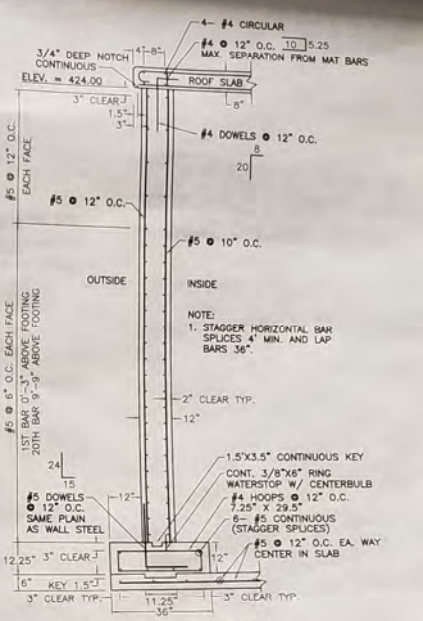 4- #4 CIRCULAR
3/4" DEEP NOTCH
CONTINUOUS
4"
8"
#4 @ 12" O.C. 10 5.25
MAX. SEPARATION FROM MAT BARS
ELEV. = 424.00
ROOF SLAB
3" CLEAR
8"
1.5"
3"
#4 DOWELS @ 12" O.C.
8
20
#5 @ 12" O.C.
EACH FACE
#5 @ 12" O.C.
#5 @ 10" O.C.
OUTSIDE
INSIDE
NOTE:
1. STAGGER HORIZONTAL BAR
SPLICES 4' MIN. AND LAP
BARS 36".
#5 @ 6" O.C. EACH FACE
1ST. BAR 0'-3" ABOVE FOOTING
20TH BAR 9'-9" ABOVE FOOTING
2" CLEAR TYP.
12"
24
15
1.5"X3.5" CONTINUOUS KEY
CONT. 3/8"X6" RING
WATERSTOP W/ CENTERBULB
#5 DOWELS
@ 12" O.C.
SAME PLAIN
AS WALL STEEL
12"
#4 HOOPS @ 12" O.C.
7.25" X 29.5"
6- #5 CONTINUOUS
(STAGGER SPLICES)
12.25"
3" CLEAR
12"
#5 @ 12" O.C. EA. WAY
CENTER IN SLAB
6"
KEY 1.5"
3" CLEAR TYP.
11.25"
3" CLEAR TYP.
36"